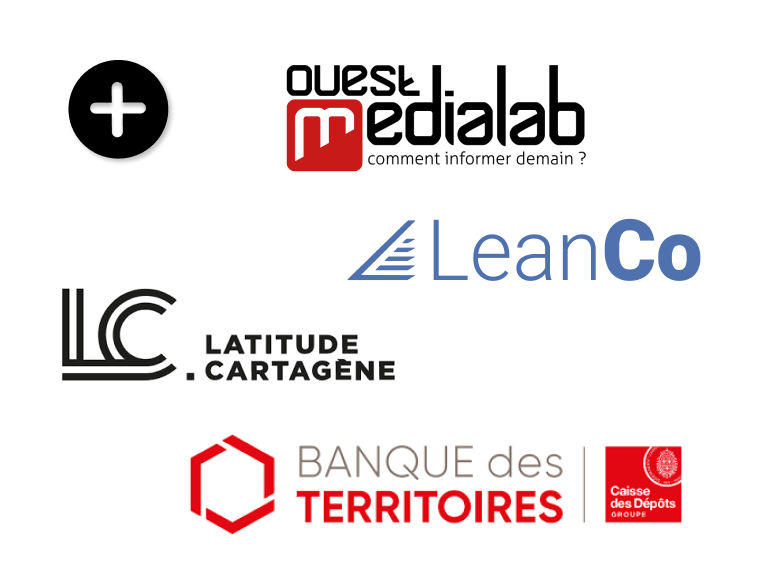 ouest
medialab
comment informer demain ?
LeanCo
LC.
LATITUDE
CARTAGÈNE
BANQUE des
TERRITOIRES
Caisse
des Dépôts
GROUPE